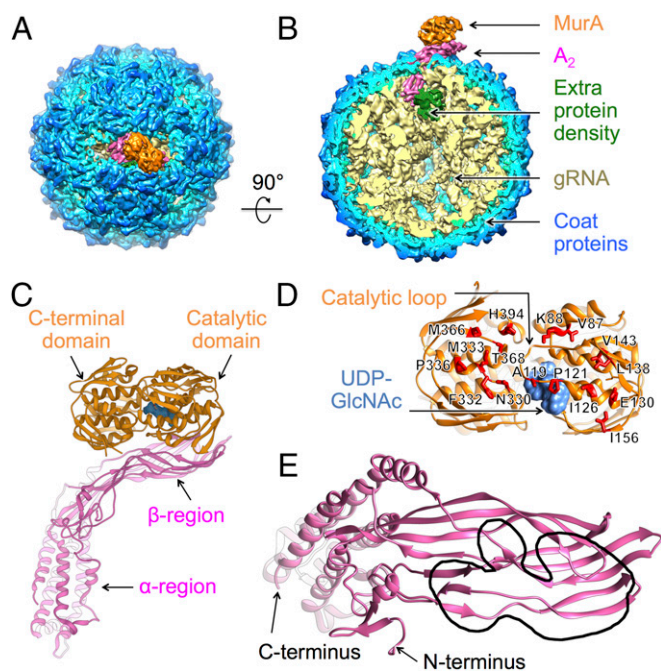 A
B
MurA
A2
Extra
protein
density
90°
gRNA
Coat
proteins
C
C-terminal
domain
Catalytic
domain
β-region
α-region
D
Catalytic loop
H394
K88
V87
M366
M333
V143
P336
T368
L138
A119
P121
UDP-
GlcNAc
F332
N330
I126
E130
I156
E
C-terminus
N-terminus